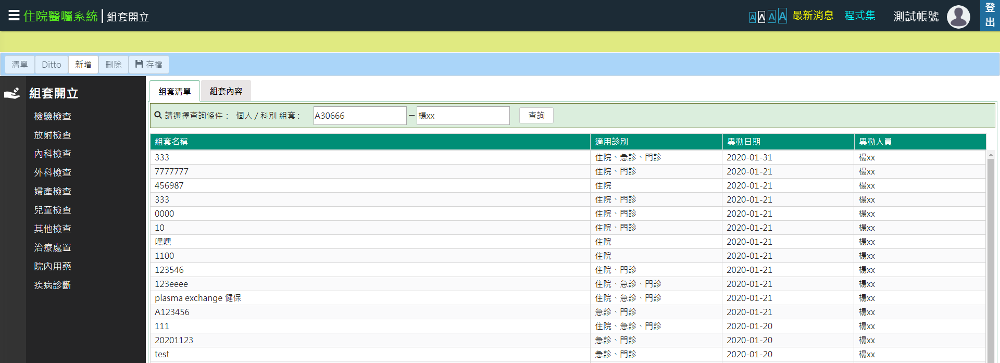 住院醫囑系統 | 組套開立 A A A A 最新消息 程式集 測試帳號 登出
清單 Ditto 新增 刪除 存檔
組套開立
檢驗檢查
放射檢查
內科檢查
外科檢查
婦產檢查
兒童檢查
其他檢查
治療處置
院內用藥
疾病診斷
組套清單 組套內容
請選擇查詢條件： 個人 / 科別 組套： A30666 — 楊xx 查詢
組套名稱 適用診別 異動日期 異動人員
333 住院、急診、門診 2020-01-31 楊xx
7777777 住院、門診 2020-01-21 楊xx
456987 住院 2020-01-21 楊xx
333 住院、門診 2020-01-21 楊xx
0000 住院、門診 2020-01-21 楊xx
10 住院、門診 2020-01-21 楊xx
嘿嘿 住院 2020-01-21 楊xx
1100 住院 2020-01-21 楊xx
123546 住院、門診 2020-01-21 楊xx
123eeee 住院、急診、門診 2020-01-21 楊xx
plasma exchange 健保 住院、急診、門診 2020-01-21 楊xx
A123456 急診、門診 2020-01-21 楊xx
111 住院、急診、門診 2020-01-20 楊xx
20201123 急診、門診 2020-01-20 楊xx
test 急診、門診 2020-01-20 楊xx